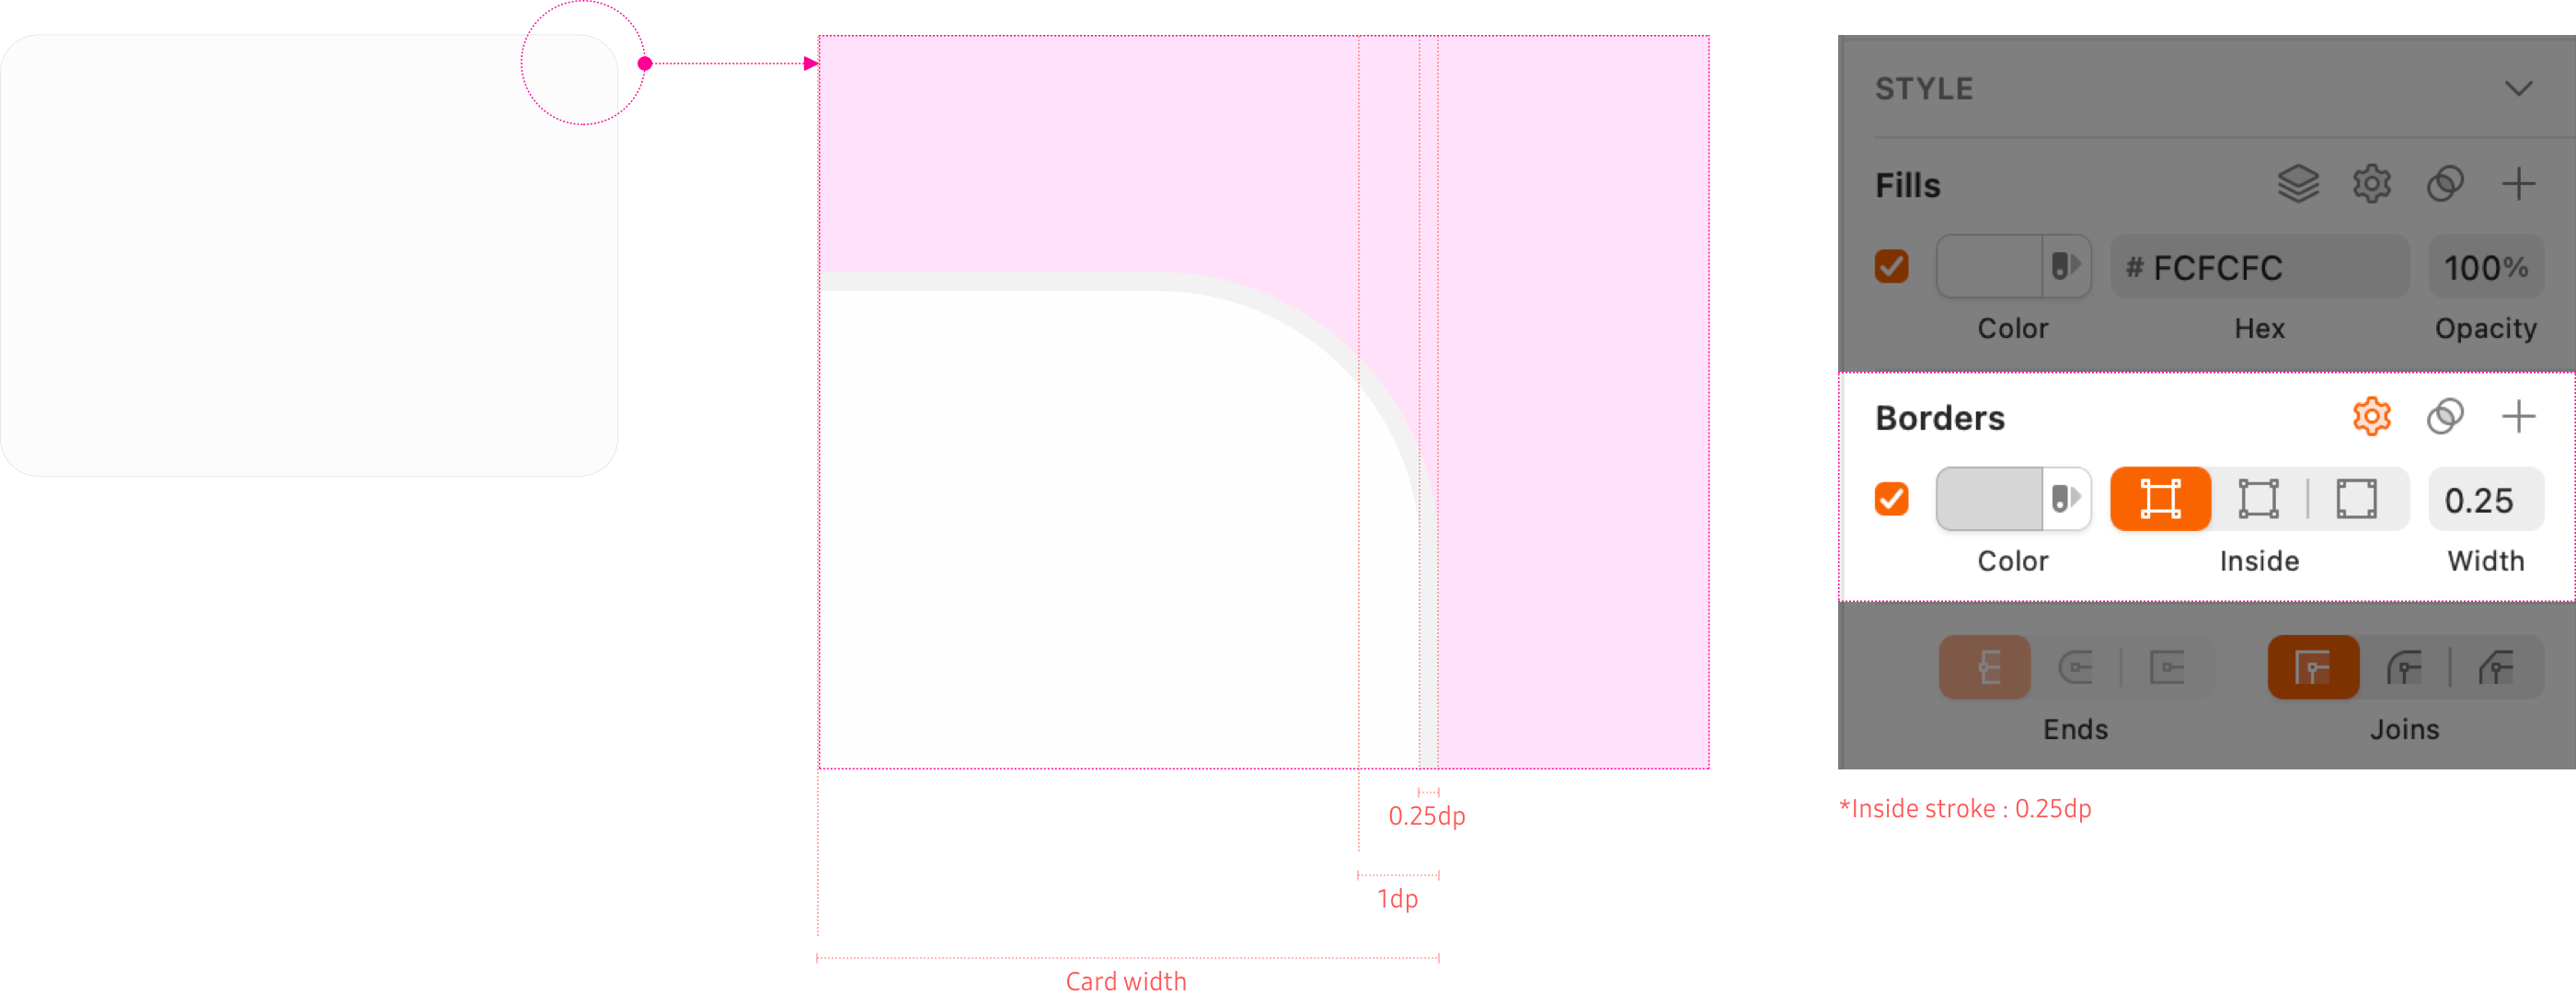 STYLE
Fills
# FCFCFC 100%
Color Hex Opacity
Borders
0.25
Color Inside Width
Ends Joins
*Inside stroke : 0.25dp
0.25dp
1dp
Card width